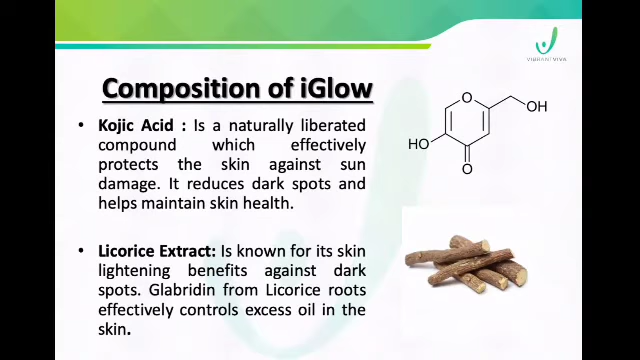 VIBRANT VIVA
Composition of iGlow
• Kojic Acid : Is a naturally liberated
compound which effectively
protects the skin against sun
damage. It reduces dark spots and
helps maintain skin health.
O
OH
HO
O
• Licorice Extract: Is known for its skin
lightening benefits against dark
spots. Glabridin from Licorice roots
effectively controls excess oil in the
skin.